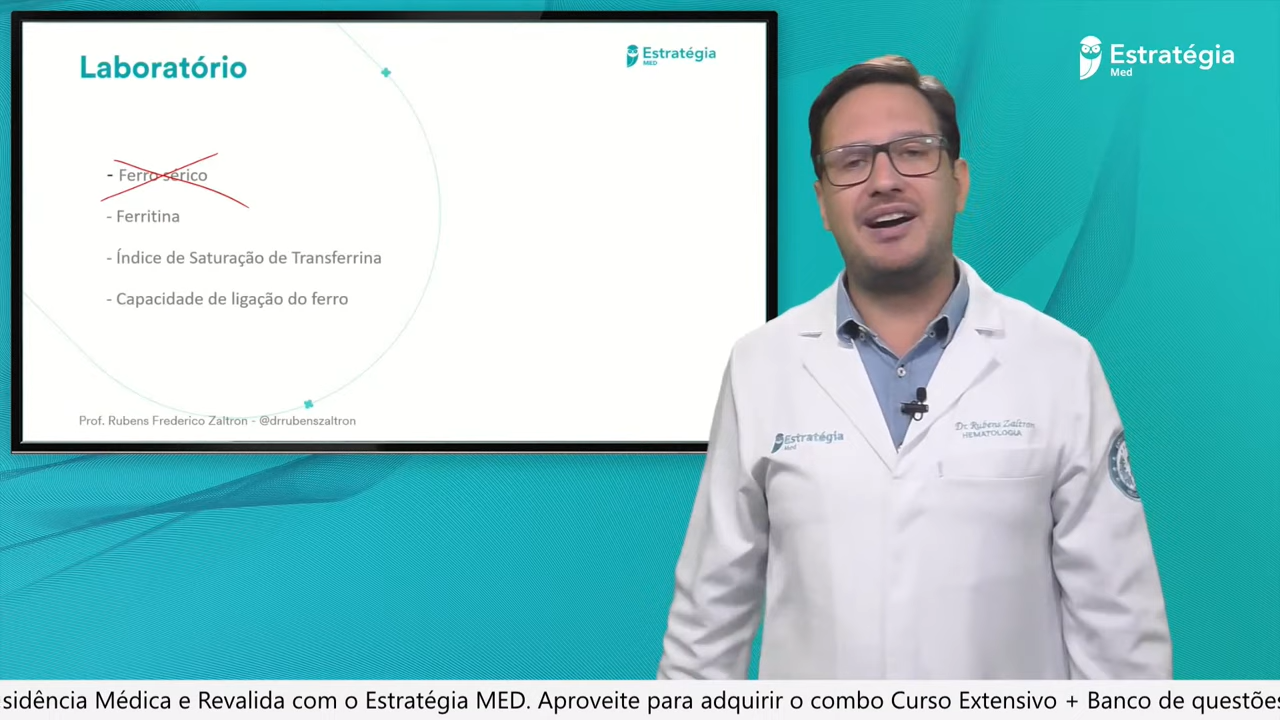 Laboratório
Estratégia
MED
Estratégia
Med
- Ferro sérico
- Ferritina
- Índice de Saturação de Transferrina
- Capacidade de ligação do ferro
Prof. Rubens Frederico Zaltron - @drrubenszaltron
Estratégia
Med
Dr. Rubens Zaltron
HEMATOLOGIA
sidência Médica e Revalida com o Estratégia MED. Aproveite para adquirir o combo Curso Extensivo + Banco de questões